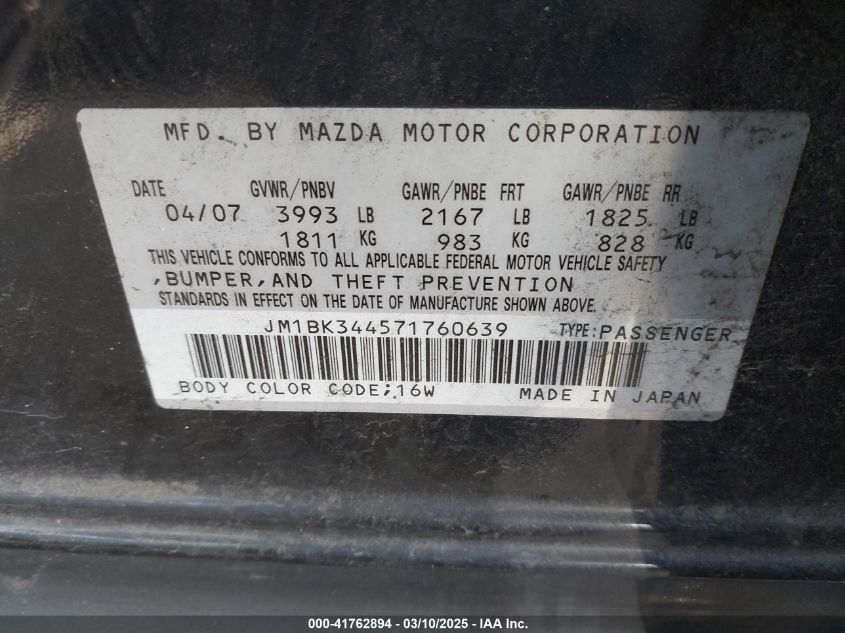 MFD. BY MAZDA MOTOR CORPORATION
DATE GVWR/PNBV GAWR/PNBE FRT GAWR/PNBE RR
04/07 3993 LB 2167 LB 1825 LB
1811 KG 983 KG 828 KG
THIS VEHICLE CONFORMS TO ALL APPLICABLE FEDERAL MOTOR VEHICLE SAFETY
,BUMPER,AND THEFT PREVENTION
STANDARDS IN EFFECT ON THE DATE OF MANUFACTURE SHOWN ABOVE.
JM1BK344571760639 TYPE:PASSENGER
BODY COLOR CODE;16W MADE IN JAPAN
000-41762894 - 03/10/2025 - IAA Inc.